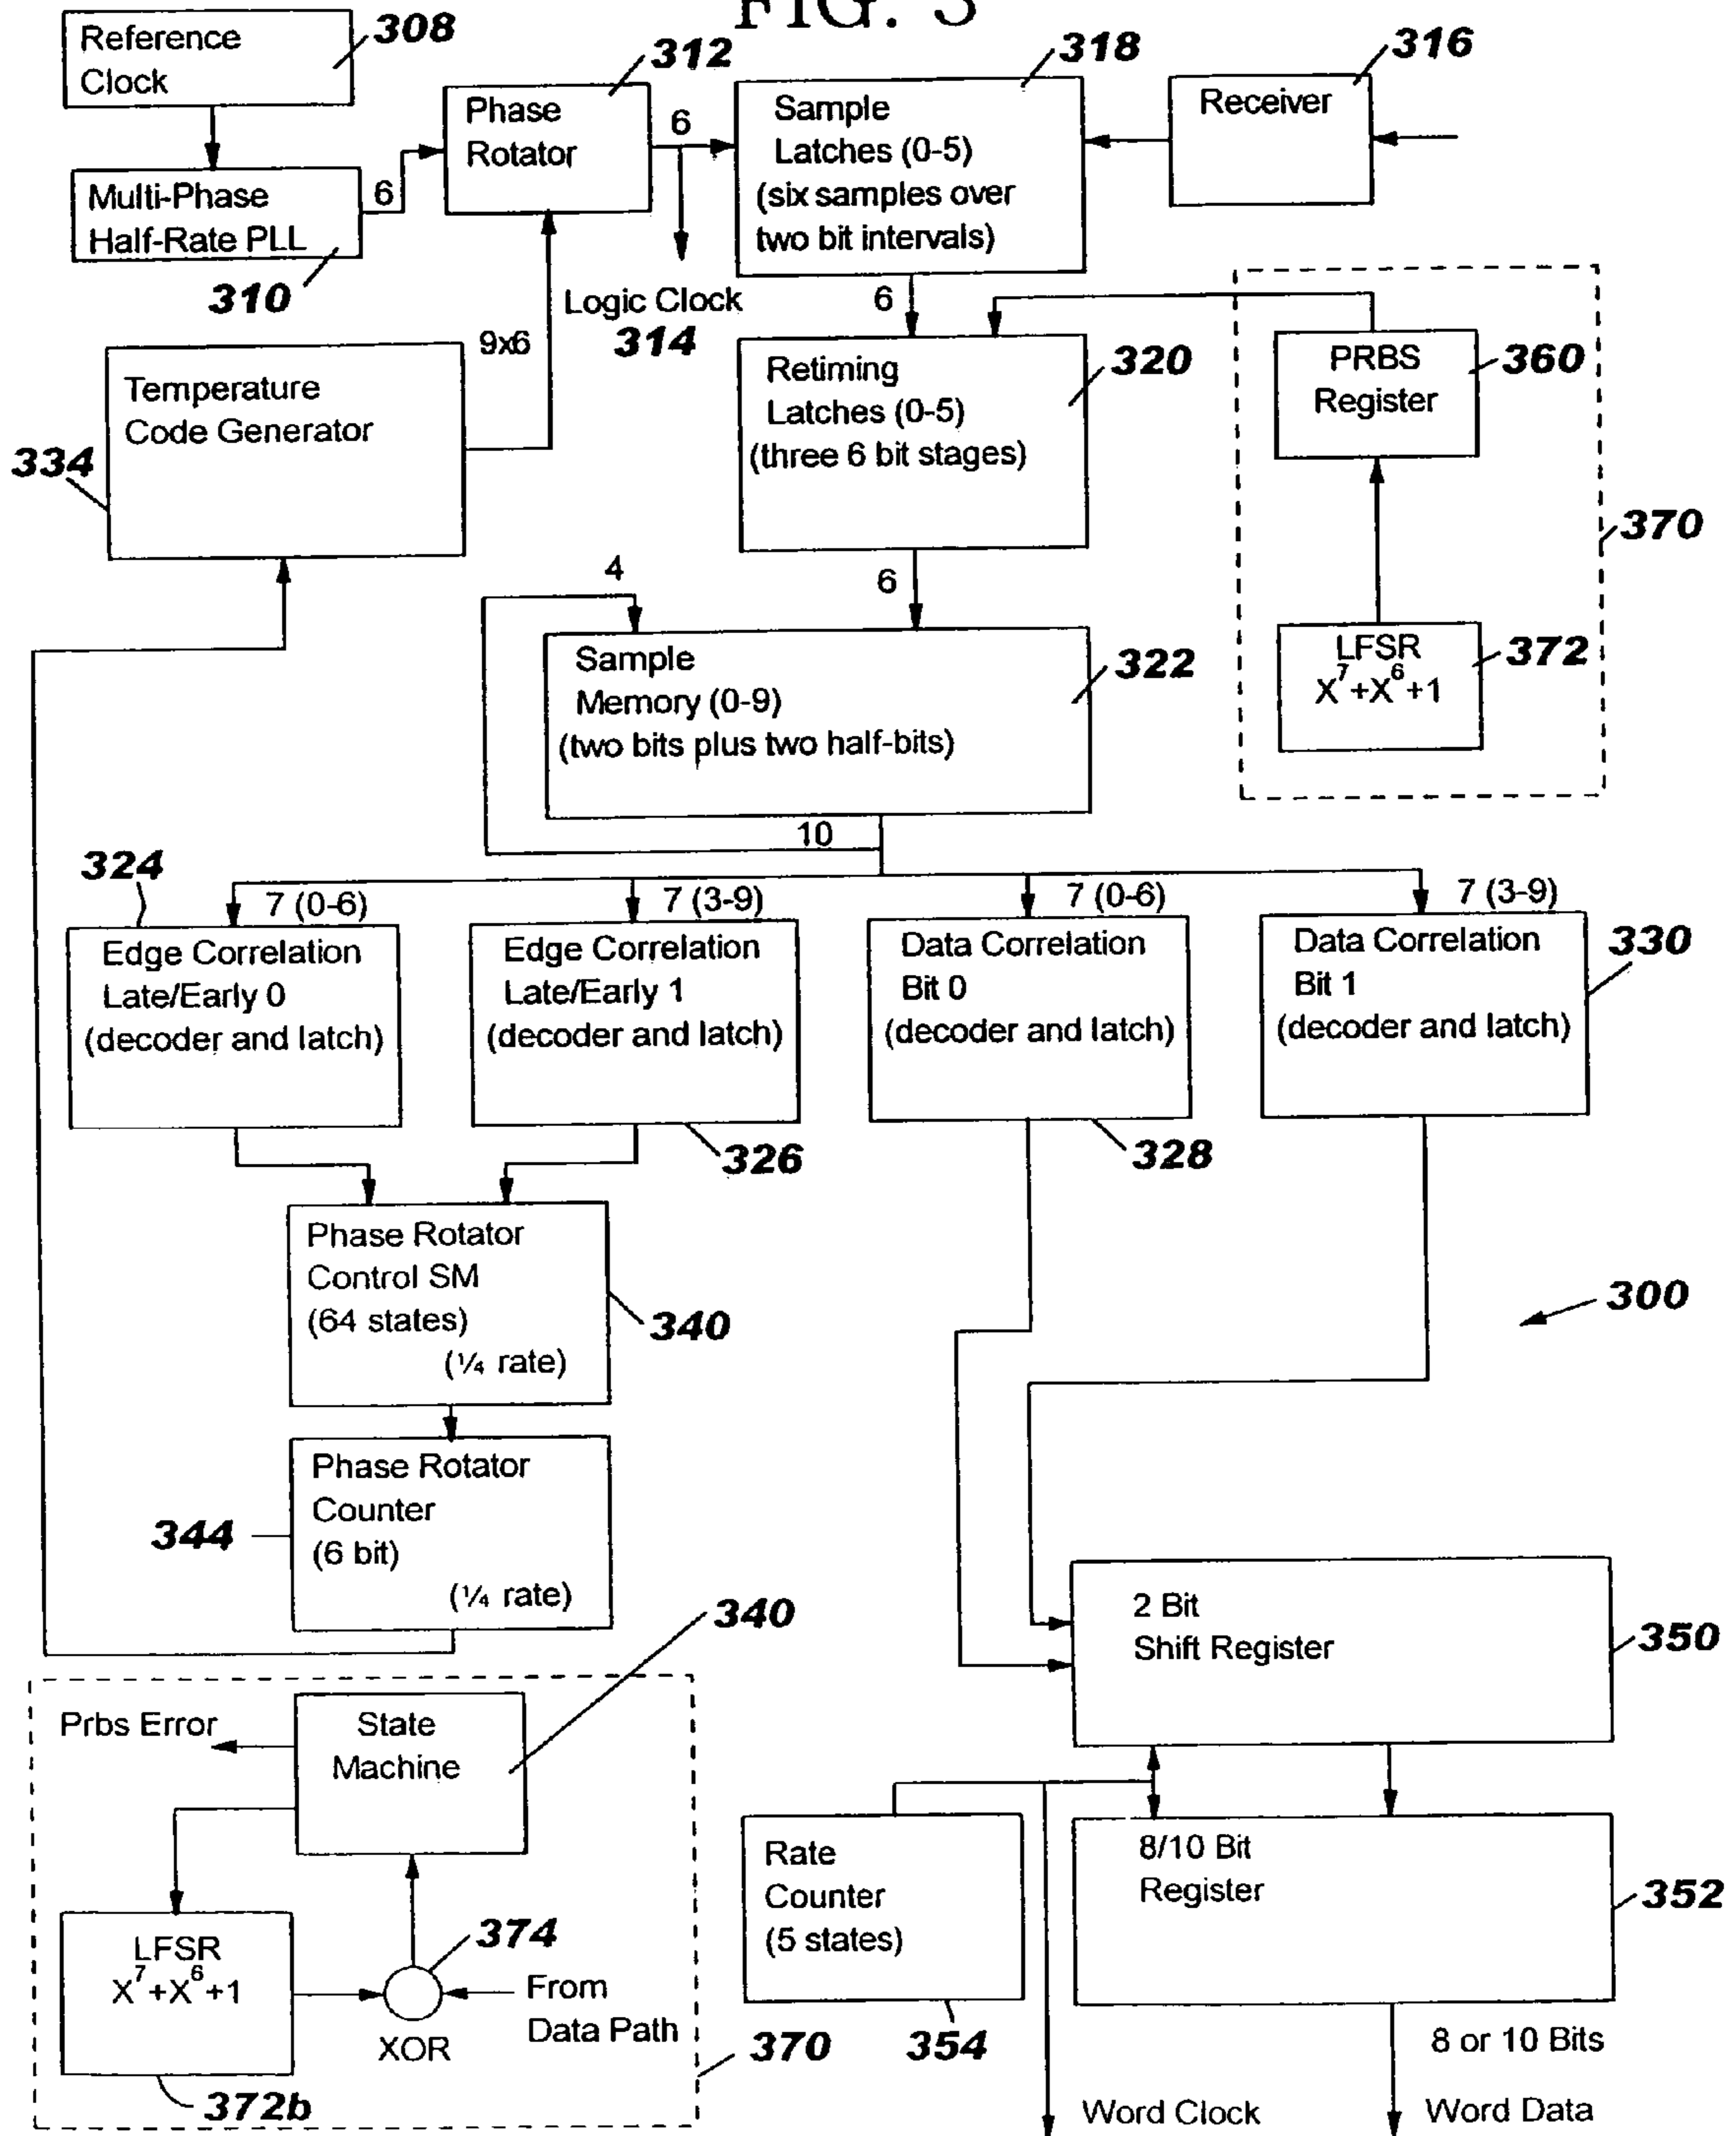 FIG. 3
Reference
Clock
308
Multi-Phase
Half-Rate PLL
310
6
Phase
Rotator
312
6
Logic Clock
314
9x6
Sample
Latches (0-5)
(six samples over
two bit intervals)
318
Receiver
316
6
Temperature
Code Generator
334
Retiming
Latches (0-5)
(three 6 bit stages)
320
PRBS
Register
360
370
LFSR
X⁷+X⁶+1
372
4
6
Sample
Memory (0-9)
(two bits plus two half-bits)
322
10
324
7 (0-6)
7 (3-9)
7 (0-6)
7 (3-9)
Edge Correlation
Late/Early 0
(decoder and latch)
Edge Correlation
Late/Early 1
(decoder and latch)
326
Data Correlation
Bit 0
(decoder and latch)
328
Data Correlation
Bit 1
(decoder and latch)
330
Phase Rotator
Control SM
(64 states)
(¼ rate)
340
300
Phase Rotator
Counter
(6 bit)
(¼ rate)
344
2 Bit
Shift Register
350
340
Prbs Error
State
Machine
LFSR
X⁷+X⁶+1
372b
374
XOR
From
Data Path
370
Rate
Counter
(5 states)
354
8/10 Bit
Register
352
8 or 10 Bits
Word Clock
Word Data